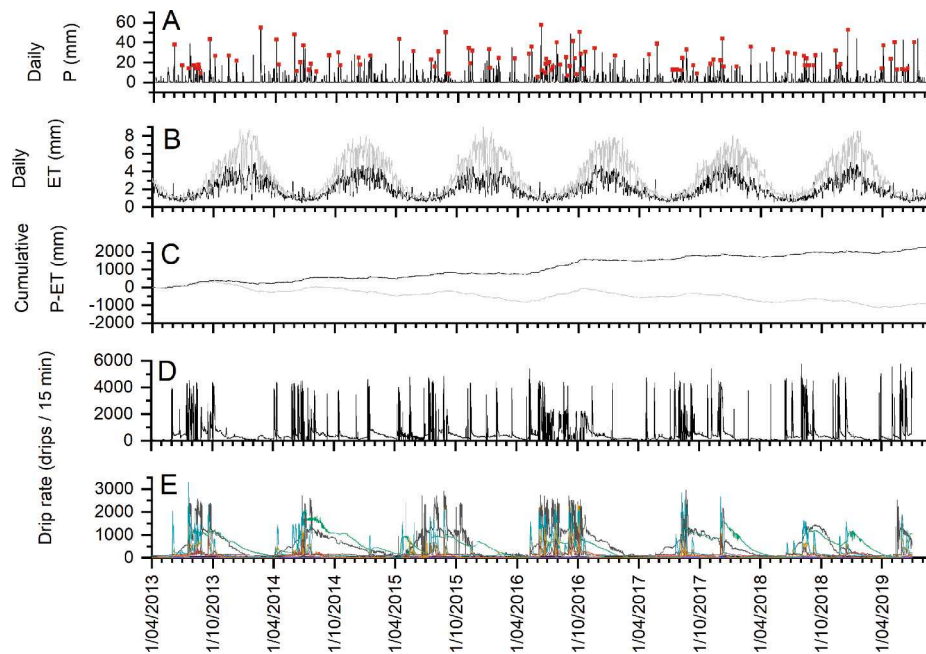 A
Daily
P (mm)
60
40
20
0
B
Daily
ET (mm)
8
6
4
2
0
C
Cumulative
P-ET (mm)
2000
1000
0
-1000
-2000
D
Drip rate (drips / 15 min)
6000
4000
2000
0
E
3000
2000
1000
0
1/04/2013
1/10/2013
1/04/2014
1/10/2014
1/04/2015
1/10/2015
1/04/2016
1/10/2016
1/04/2017
1/10/2017
1/04/2018
1/10/2018
1/04/2019